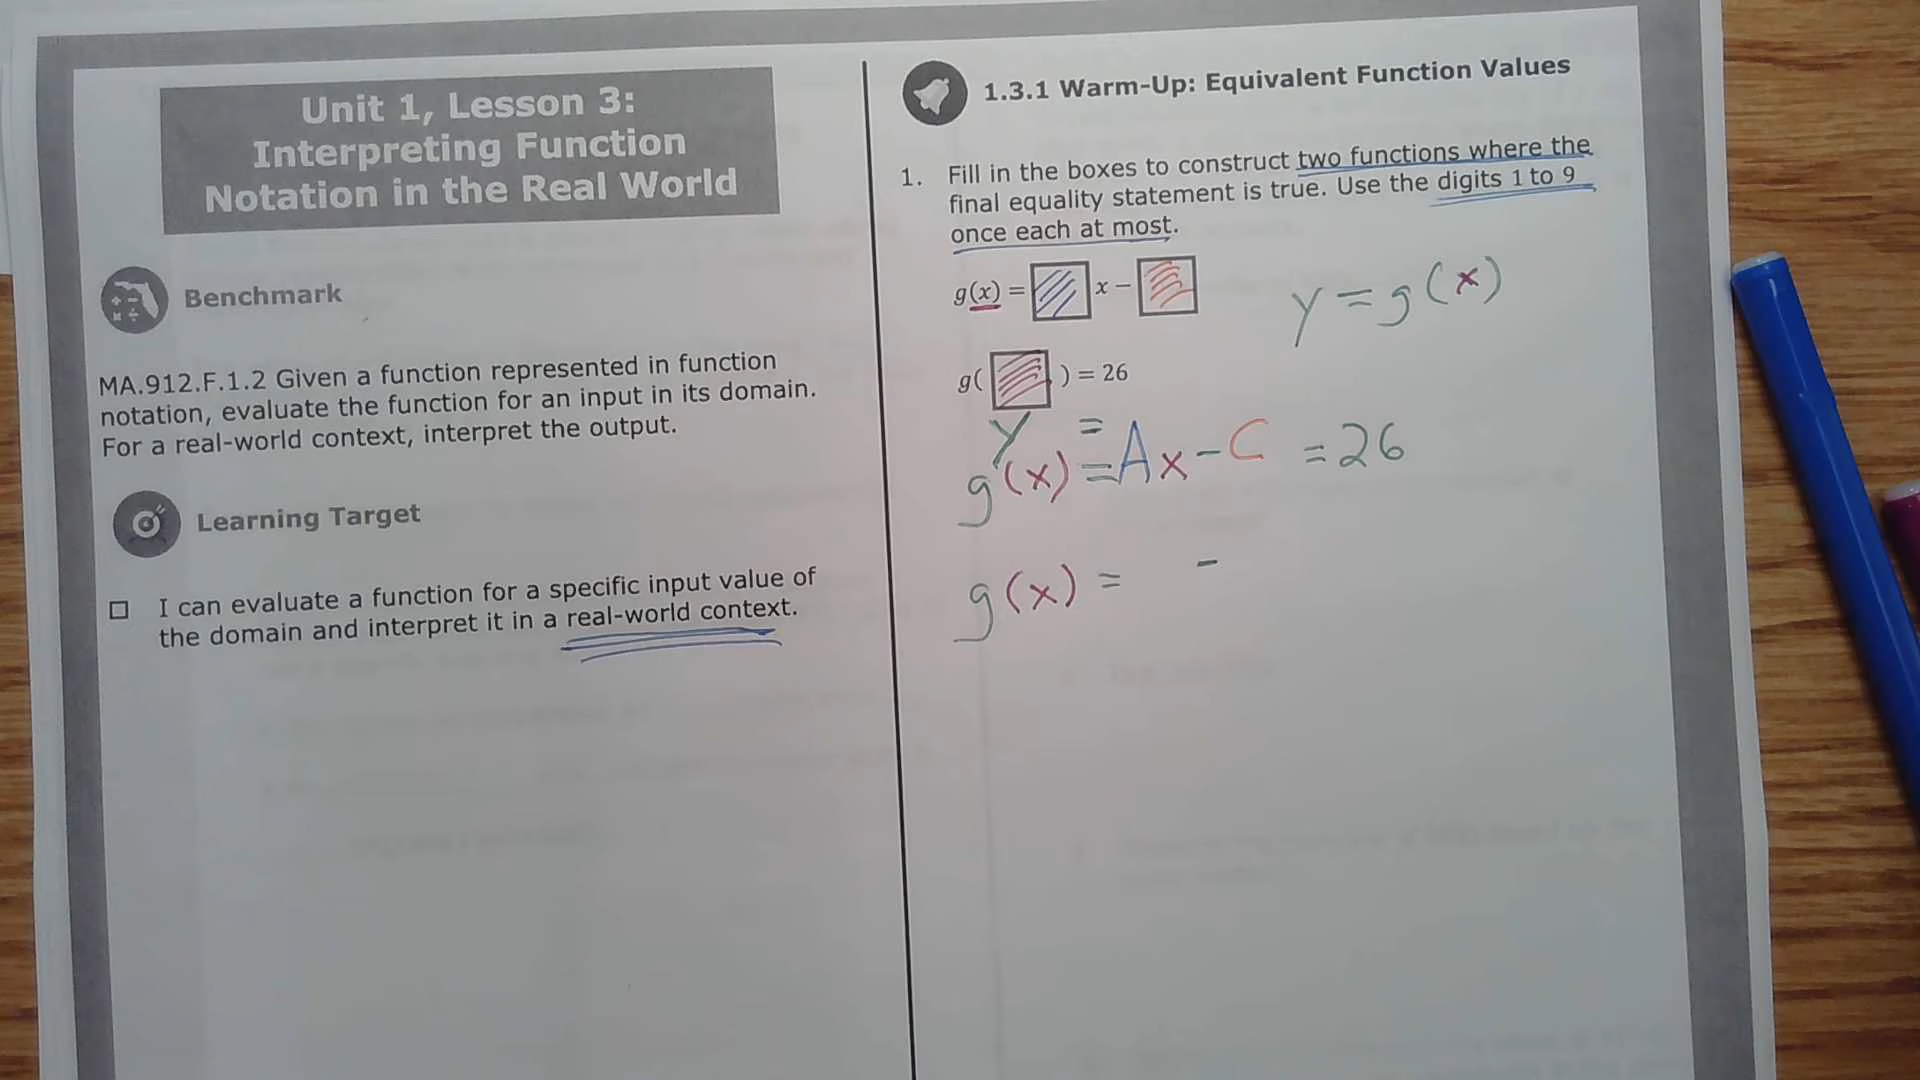 Unit 1, Lesson 3:
Interpreting Function
Notation in the Real World
Benchmark
MA.912.F.1.2 Given a function represented in function
notation, evaluate the function for an input in its domain.
For a real-world context, interpret the output.
Learning Target
I can evaluate a function for a specific input value of
the domain and interpret it in a real-world context.
1.3.1 Warm-Up: Equivalent Function Values
1. Fill in the boxes to construct two functions where the
final equality statement is true. Use the digits 1 to 9
once each at most.
g(x) = x −
y = g(x)
g( ) = 26
y =
g(x) = Ax - C = 26
g(x) = -